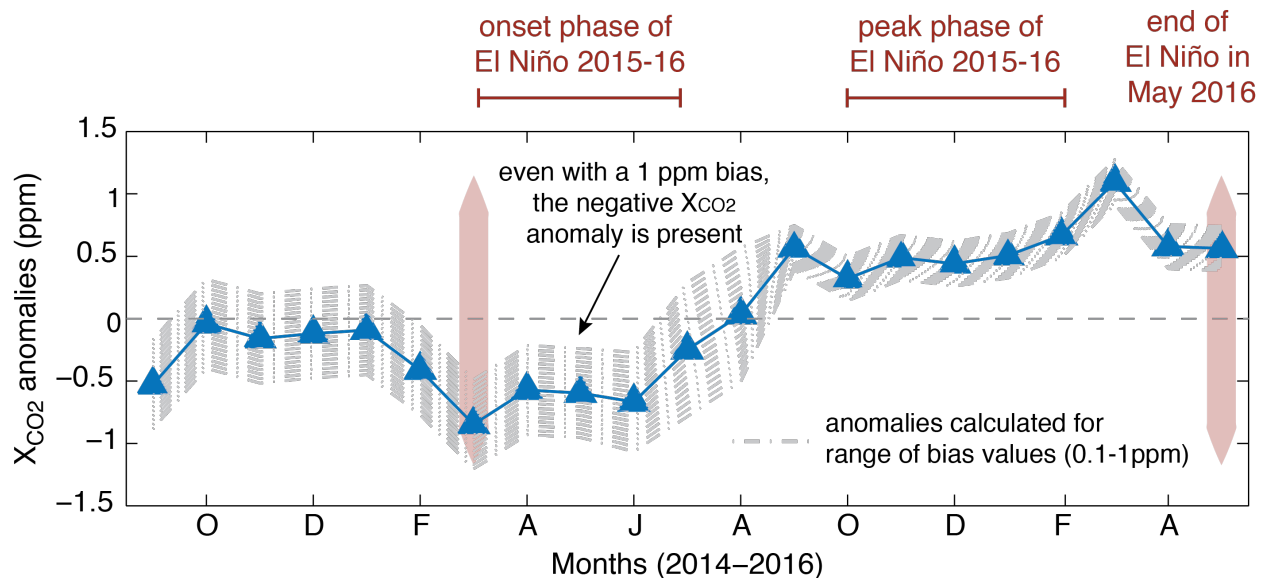 onset phase of
El Niño 2015-16
peak phase of
El Niño 2015-16
end of
El Niño in
May 2016
1.5
1
0.5
0
−0.5
−1
−1.5
XCO2 anomalies (ppm)
even with a 1 ppm bias,
the negative XCO2
anomaly is present
anomalies calculated for
range of bias values (0.1-1ppm)
O D F A J A O D F A
Months (2014–2016)